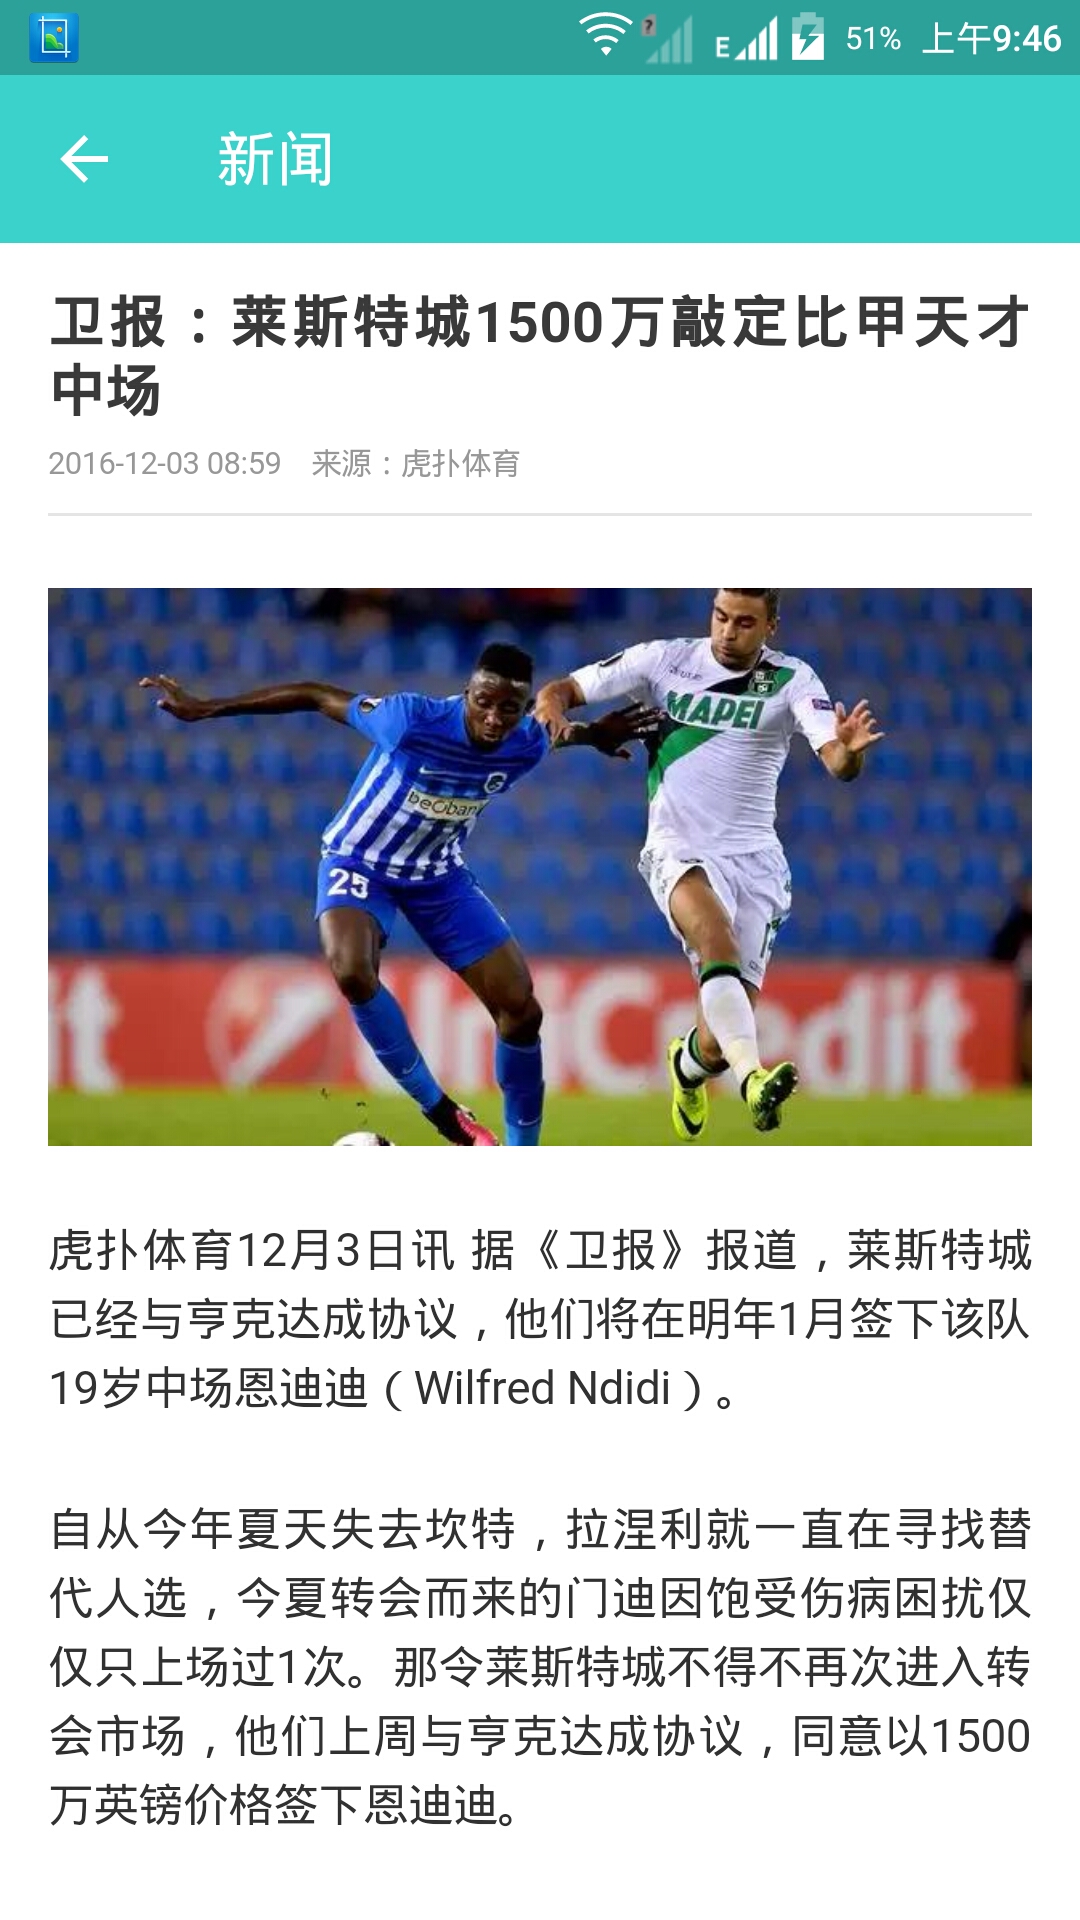 E 51% 上午9:46
新闻
卫报：莱斯特城1500万敲定比甲天才
中场
2016-12-03 08:59 来源：虎扑体育
MAPEI
beobank
25
it UniCredit
虎扑体育12月3日讯 据《卫报》报道，莱斯特城
已经与亨克达成协议，他们将在明年1月签下该队
19岁中场恩迪迪（Wilfred Ndidi）。
自从今年夏天失去坎特，拉涅利就一直在寻找替
代人选，今夏转会而来的门迪因饱受伤病困扰仅
仅只上场过1次。那令莱斯特城不得不再次进入转
会市场，他们上周与亨克达成协议，同意以1500
万英镑价格签下恩迪迪。